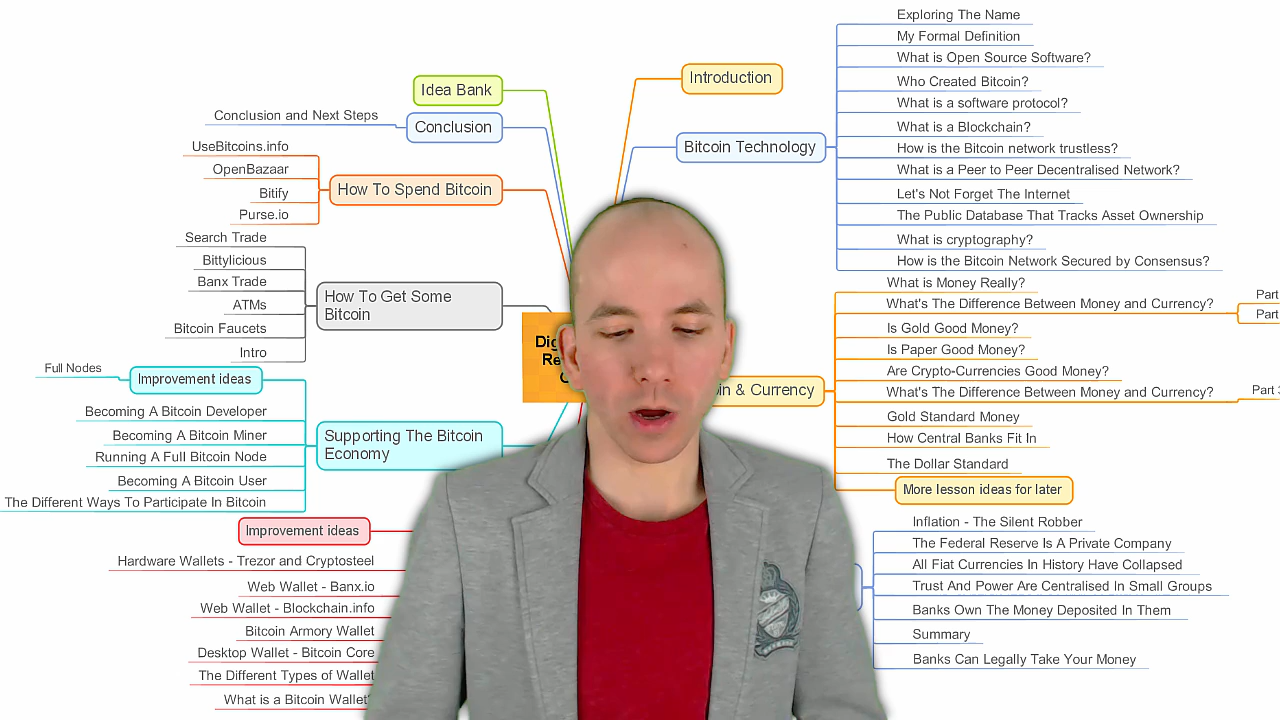 Idea Bank
Conclusion
Conclusion and Next Steps
How To Spend Bitcoin
UseBitcoins.info
OpenBazaar
Bitify
Purse.io
How To Get Some
Bitcoin
Search Trade
Bittylicious
Banx Trade
ATMs
Bitcoin Faucets
Intro
Supporting The Bitcoin
Economy
Improvement ideas
Full Nodes
Becoming A Bitcoin Developer
Becoming A Bitcoin Miner
Running A Full Bitcoin Node
Becoming A Bitcoin User
The Different Ways To Participate In Bitcoin
Improvement ideas
Hardware Wallets - Trezor and Cryptosteel
Web Wallet - Banx.io
Web Wallet - Blockchain.info
Bitcoin Armory Wallet
Desktop Wallet - Bitcoin Core
The Different Types of Wallet
What is a Bitcoin Wallet
Introduction
Bitcoin Technology
Exploring The Name
My Formal Definition
What is Open Source Software?
Who Created Bitcoin?
What is a software protocol?
What is a Blockchain?
How is the Bitcoin network trustless?
What is a Peer to Peer Decentralised Network?
Let's Not Forget The Internet
The Public Database That Tracks Asset Ownership
What is cryptography?
How is the Bitcoin Network Secured by Consensus?
& Currency
What is Money Really?
What's The Difference Between Money and Currency?
Part
Part
Is Gold Good Money?
Is Paper Good Money?
Are Crypto-Currencies Good Money?
What's The Difference Between Money and Currency?
Part
Gold Standard Money
How Central Banks Fit In
The Dollar Standard
More lesson ideas for later
Inflation - The Silent Robber
The Federal Reserve Is A Private Company
All Fiat Currencies In History Have Collapsed
Trust And Power Are Centralised In Small Groups
Banks Own The Money Deposited In Them
Summary
Banks Can Legally Take Your Money